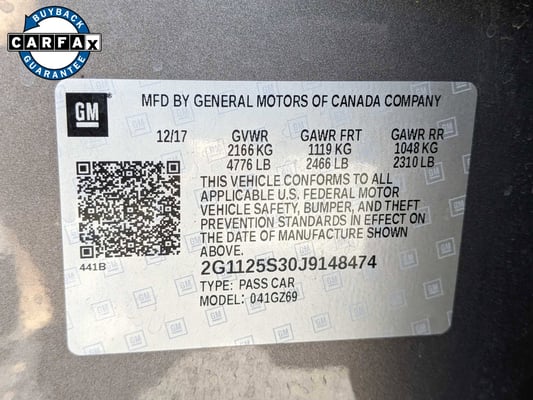 BUYBACK
CARFAX
GUARANTEE
GM
MFD BY GENERAL MOTORS OF CANADA COMPANY
12/17 GVWR GAWR FRT GAWR RR
2166 KG 1119 KG 1048 KG
4776 LB 2466 LB 2310 LB
THIS VEHICLE CONFORMS TO ALL
APPLICABLE U.S. FEDERAL MOTOR
VEHICLE SAFETY, BUMPER, AND THEFT
PREVENTION STANDARDS IN EFFECT ON
THE DATE OF MANUFACTURE SHOWN
ABOVE.
441B
2G1125S30J9148474
TYPE: PASS CAR
MODEL: 041GZ69